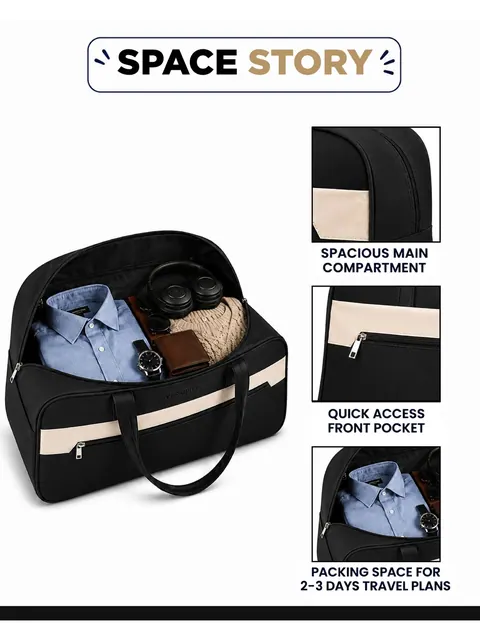 SPACE STORY
SPACIOUS MAIN
COMPARTMENT
QUICK ACCESS
FRONT POCKET
PACKING SPACE FOR
2-3 DAYS TRAVEL PLANS